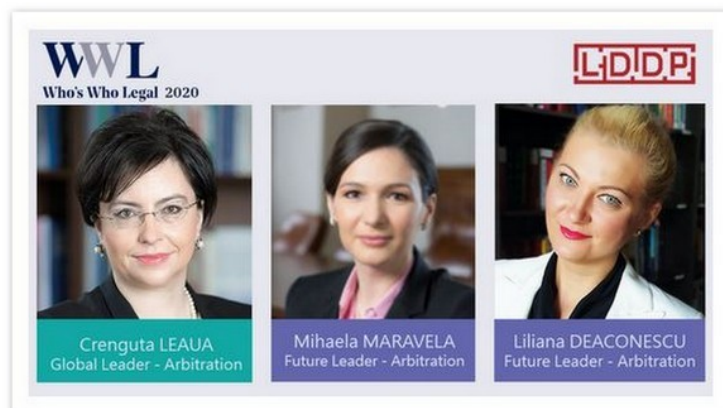 WWL
Who's Who Legal 2020
LDDP
Crenguta LEAUA
Global Leader - Arbitration
Mihaela MARAVELA
Future Leader - Arbitration
Liliana DEACONESCU
Future Leader - Arbitration